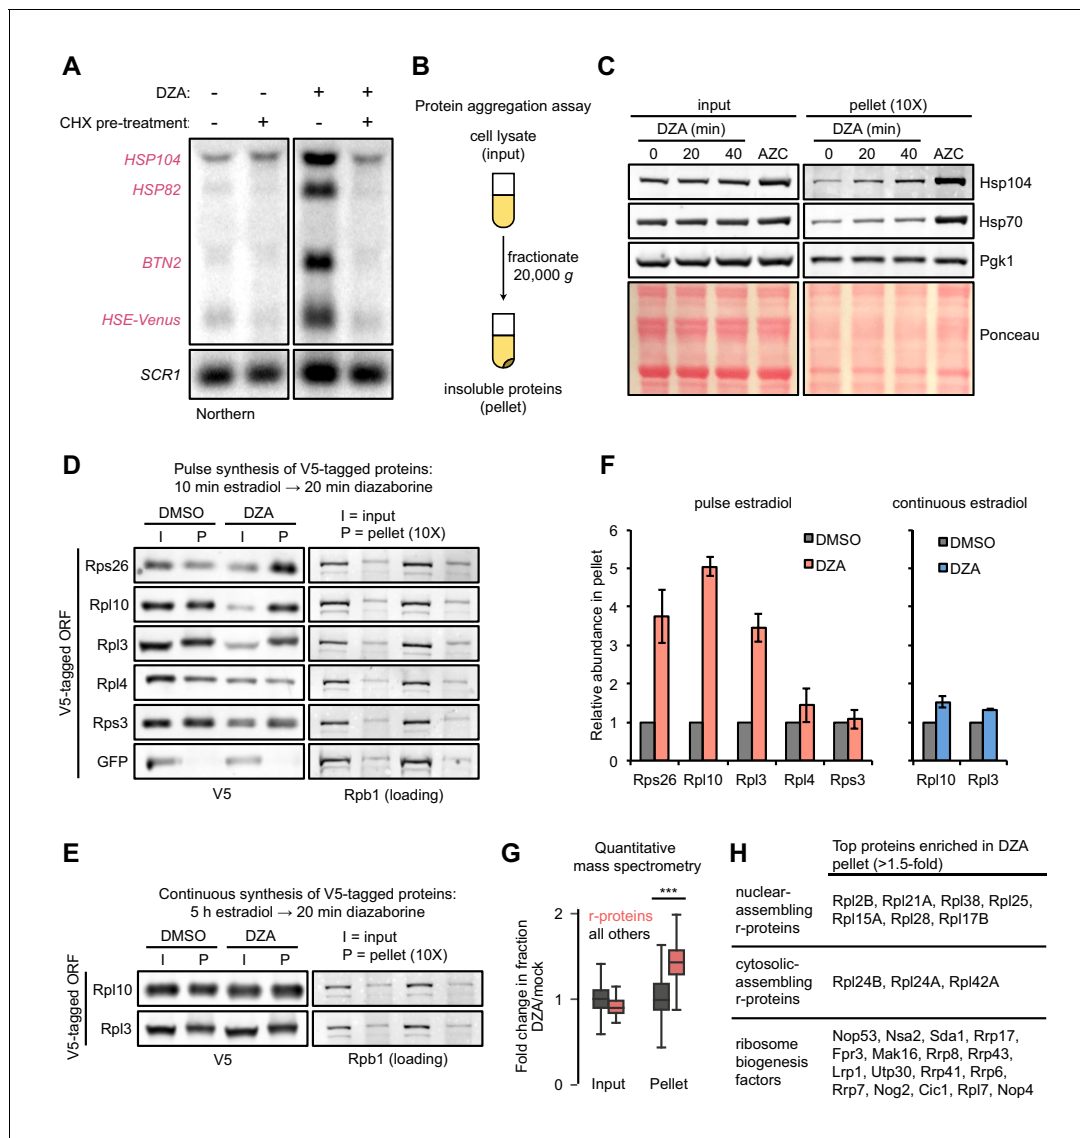 A
DZA: - - + +
CHX pre-treatment: - + - +
HSP104
HSP82
BTN2
HSE-Venus
SCR1
Northern
B
Protein aggregation assay
cell lysate
(input)
fractionate
20,000 g
insoluble proteins
(pellet)
C
input pellet (10X)
DZA (min) DZA (min)
0 20 40 AZC 0 20 40 AZC
Hsp104
Hsp70
Pgk1
Ponceau
D
Pulse synthesis of V5-tagged proteins:
10 min estradiol → 20 min diazaborine
DMSO DZA
I P I P
I = input
P = pellet (10X)
V5-tagged ORF
Rps26
Rpl10
Rpl3
Rpl4
Rps3
GFP
V5 Rpb1 (loading)
E
Continuous synthesis of V5-tagged proteins:
5 h estradiol → 20 min diazaborine
DMSO DZA
I P I P
I = input
P = pellet (10X)
V5-tagged ORF
Rpl10
Rpl3
V5 Rpb1 (loading)
F
pulse estradiol continuous estradiol
Relative abundance in pellet
6
5
4
3
2
1
0
DMSO
DZA
DMSO
DZA
Rps26 Rpl10 Rpl3 Rpl4 Rps3 Rpl10 Rpl3
G
Quantitative
mass spectrometry
***
r-proteins
all others
Fold change in fraction
DZA/mock
2
1
0
Input Pellet
H
Top proteins enriched in DZA
pellet (>1.5-fold)
nuclear-
assembling
r-proteins
Rpl2B, Rpl21A, Rpl38, Rpl25,
Rpl15A, Rpl28, Rpl17B
cytosolic-
assembling
r-proteins
Rpl24B, Rpl24A, Rpl42A
ribosome
biogenesis
factors
Nop53, Nsa2, Sda1, Rrp17,
Fpr3, Mak16, Rrp8, Rrp43,
Lrp1, Utp30, Rrp41, Rrp6,
Rrp7, Nog2, Cic1, Rpl7, Nop4